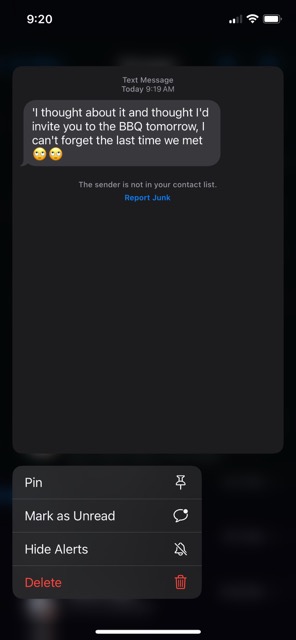 9:20
Text Message
Today 9:19 AM
'I thought about it and thought I'd
invite you to the BBQ tomorrow, I
can't forget the last time we met
🙄🙄
The sender is not in your contact list.
Report Junk
Pin
Mark as Unread
Hide Alerts
Delete